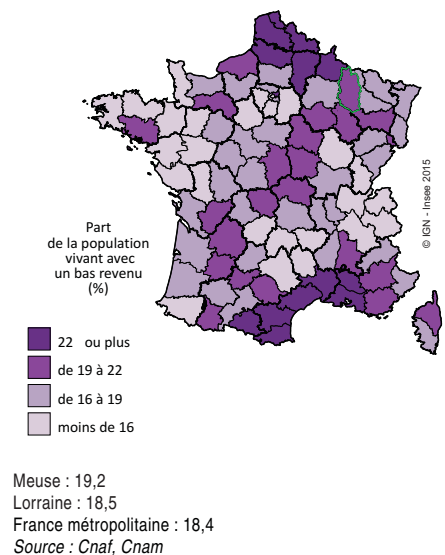 © IGN - Insee 2015
Part
de la population
vivant avec
un bas revenu
(%)
22 ou plus
de 19 à 22
de 16 à 19
moins de 16
Meuse : 19,2
Lorraine : 18,5
France métropolitaine : 18,4
Source : Cnaf, Cnam